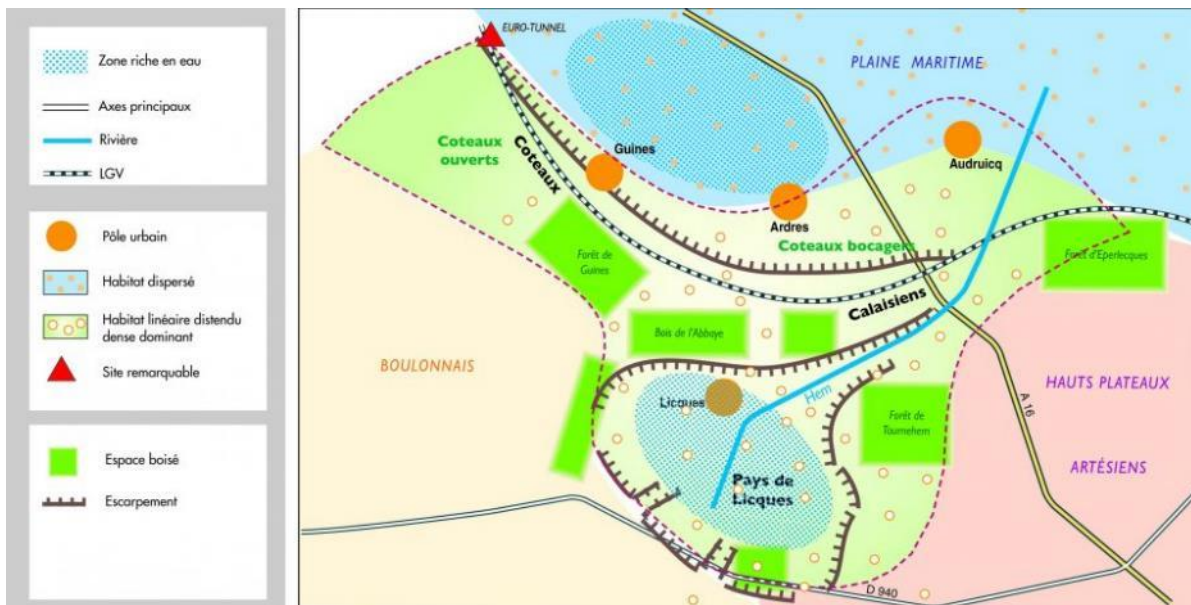 Zone riche en eau
Axes principaux
Rivière
LGV
Pôle urbain
Habitat dispersé
Habitat linéaire distendu
dense dominant
Site remarquable
Espace boisé
Escarpement
EURO-TUNNEL
PLAINE MARITIME
Coteaux
ouverts
Coteaux
Guines
Audruicq
Ardres
Coteaux bocagers
Forêt de
Guines
Forêt d'Eperlecques
Calaisiens
Bois de l'Abbaye
BOULONNAIS
Licques
Hem
Forêt de
Tournehem
HAUTS PLATEAUX
ARTÉSIENS
A 16
Pays de
Licques
D 940